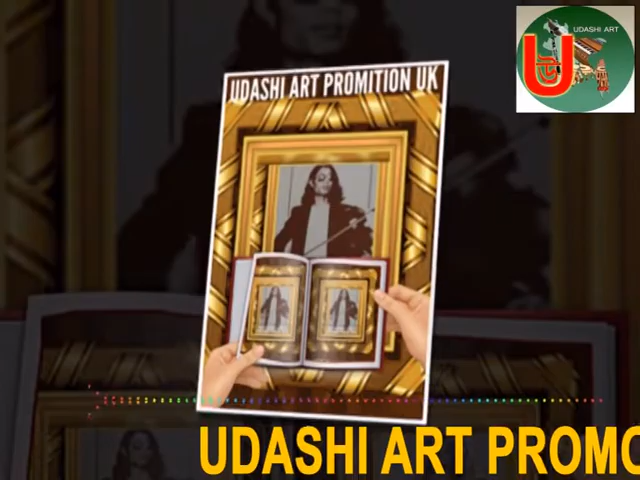 UDASHI ART
U
উ
UDASHI ART PROMITION UK
UDASHI ART PROMO